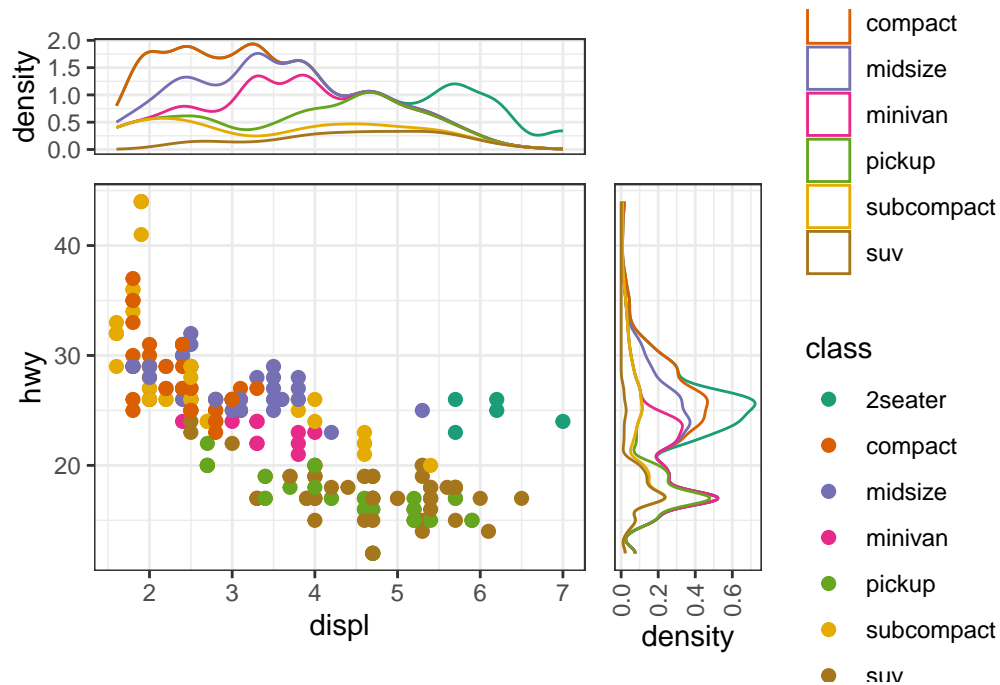 density
2.0
1.5
1.0
0.5
0.0
hwy
40
30
20
2 3 4 5 6 7
displ
0.0 0.2 0.4 0.6
density
compact
midsize
minivan
pickup
subcompact
suv
class
2seater
compact
midsize
minivan
pickup
subcompact
suv